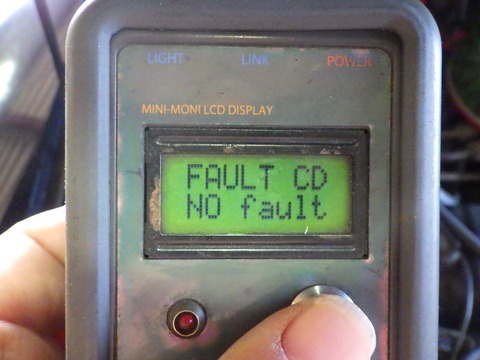 LIGHT LINK POWER
MINI-MONI LCD DISPLAY
FAULT CD
NO fault